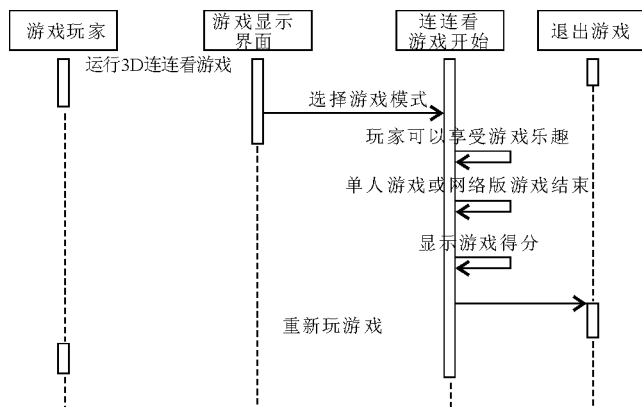 游戏玩家
游戏显示
界面
连连看
游戏开始
退出游戏
运行3D连连看游戏
选择游戏模式
玩家可以享受游戏乐趣
单人游戏或网络版游戏结束
显示游戏得分
重新玩游戏